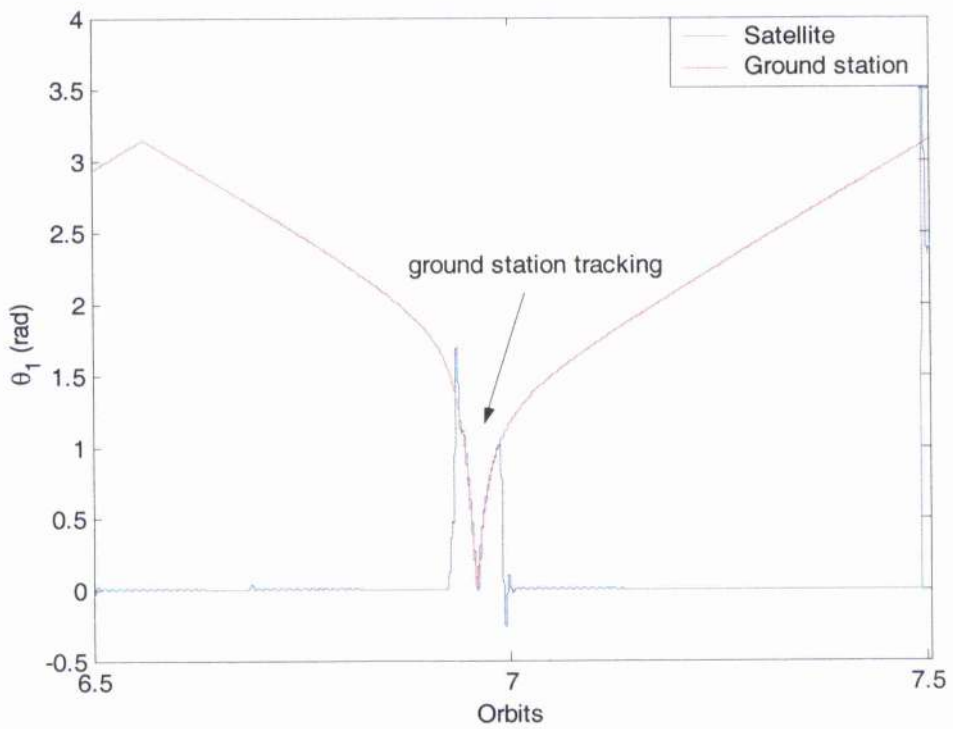 4
3.5
3
2.5
2
1.5
1
0.5
0
-0.5
θ1 (rad)
Satellite
Ground station
ground station tracking
6.5
7
7.5
Orbits